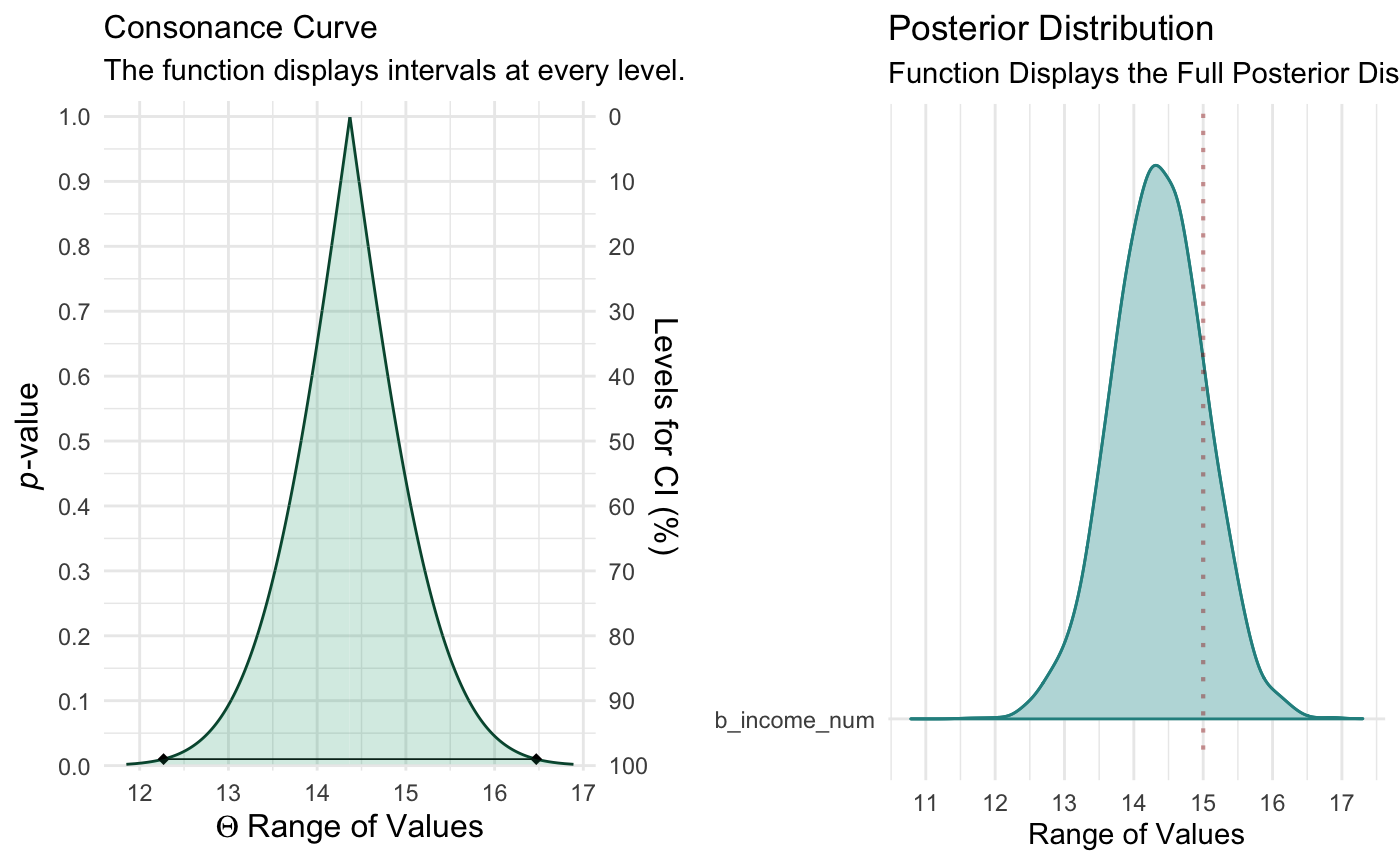 Consonance Curve
The function displays intervals at every level.
1.0
0.9
0.8
0.7
0.6
0.5
0.4
0.3
0.2
0.1
0.0
p-value
0
10
20
30
40
50
60
70
80
90
100
Levels for CI (%)
12 13 14 15 16 17
Θ Range of Values
Posterior Distribution
Function Displays the Full Posterior Dis
b_income_num
11 12 13 14 15 16 17
Range of Values